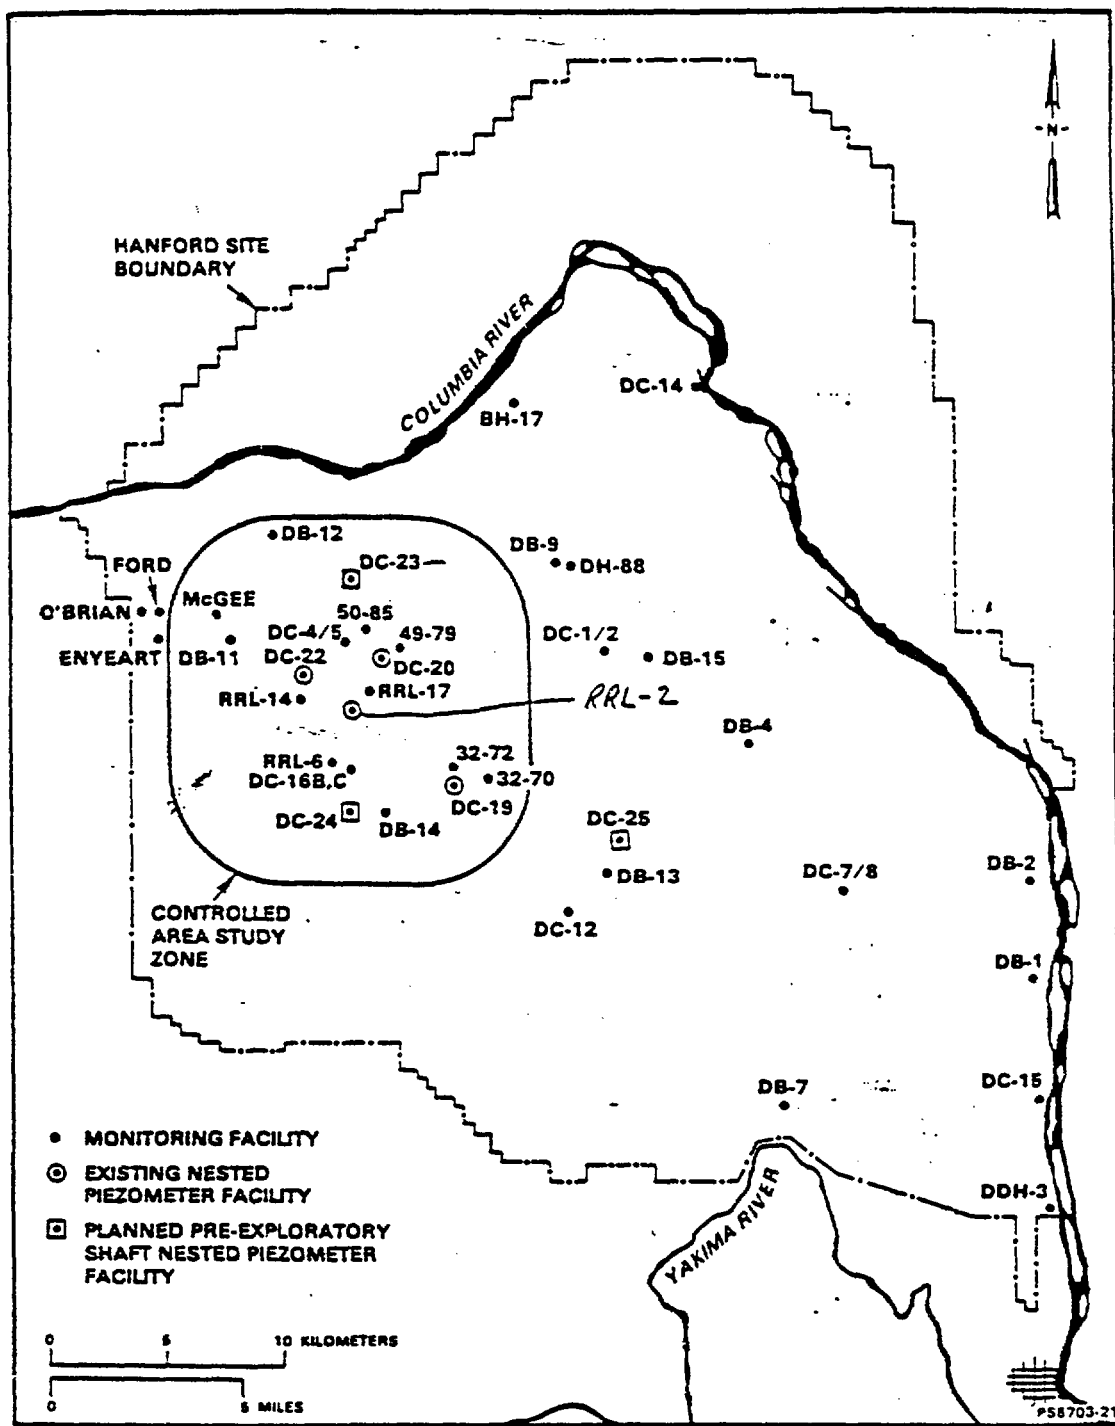 -N-
HANFORD SITE
BOUNDARY
COLUMBIA RIVER
DC-14
BH-17
DB-12
DC-23
DB-9
DH-88
FORD
O'BRIAN
McGEE
50-85
DC-4/5
49-79
DC-1/2
ENYEART
DB-11
DC-22
DC-20
DB-15
RRL-14
RRL-17
RRL-2
DB-4
RRL-6
32-72
DC-16B,C
32-70
DC-19
DC-24
DB-14
DC-25
DB-13
DC-7/8
DB-2
CONTROLLED
AREA STUDY
ZONE
DC-12
DB-1
DC-15
DB-7
MONITORING FACILITY
EXISTING NESTED
PIEZOMETER FACILITY
PLANNED PRE-EXPLORATORY
SHAFT NESTED PIEZOMETER
FACILITY
DDH-3
YAKIMA RIVER
0 5 10 KILOMETERS
0 5 MILES